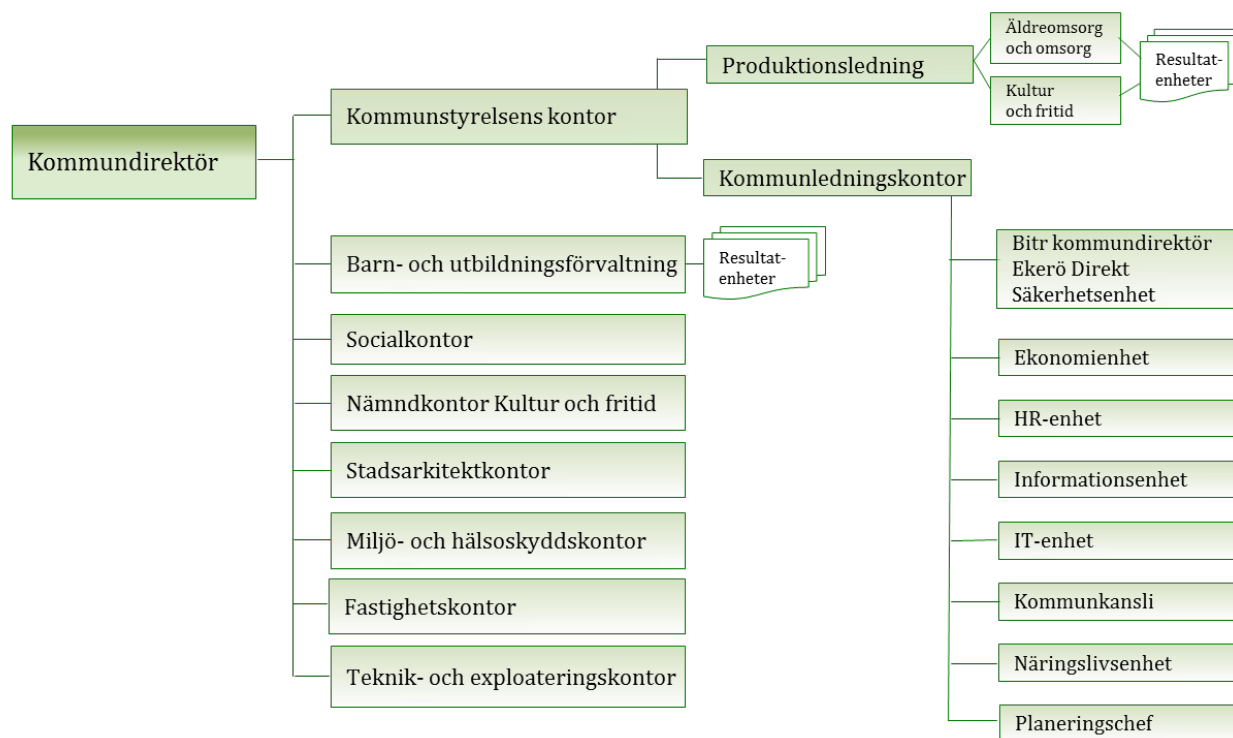 Kommundirektör
Kommunstyrelsens kontor
Produktionsledning
Äldreomsorg
och omsorg
Kultur
och fritid
Resultat-
enheter
Kommunledningskontor
Bitr kommundirektör
Ekerö Direkt
Säkerhetsenhet
Ekonomienhet
HR-enhet
Informationsenhet
IT-enhet
Kommunkansli
Näringslivsenhet
Planeringschef
Barn- och utbildningsförvaltning
Resultat-
enheter
Socialkontor
Nämndkontor Kultur och fritid
Stadsarkitektkontor
Miljö- och hälsoskyddskontor
Fastighetskontor
Teknik- och exploateringskontor